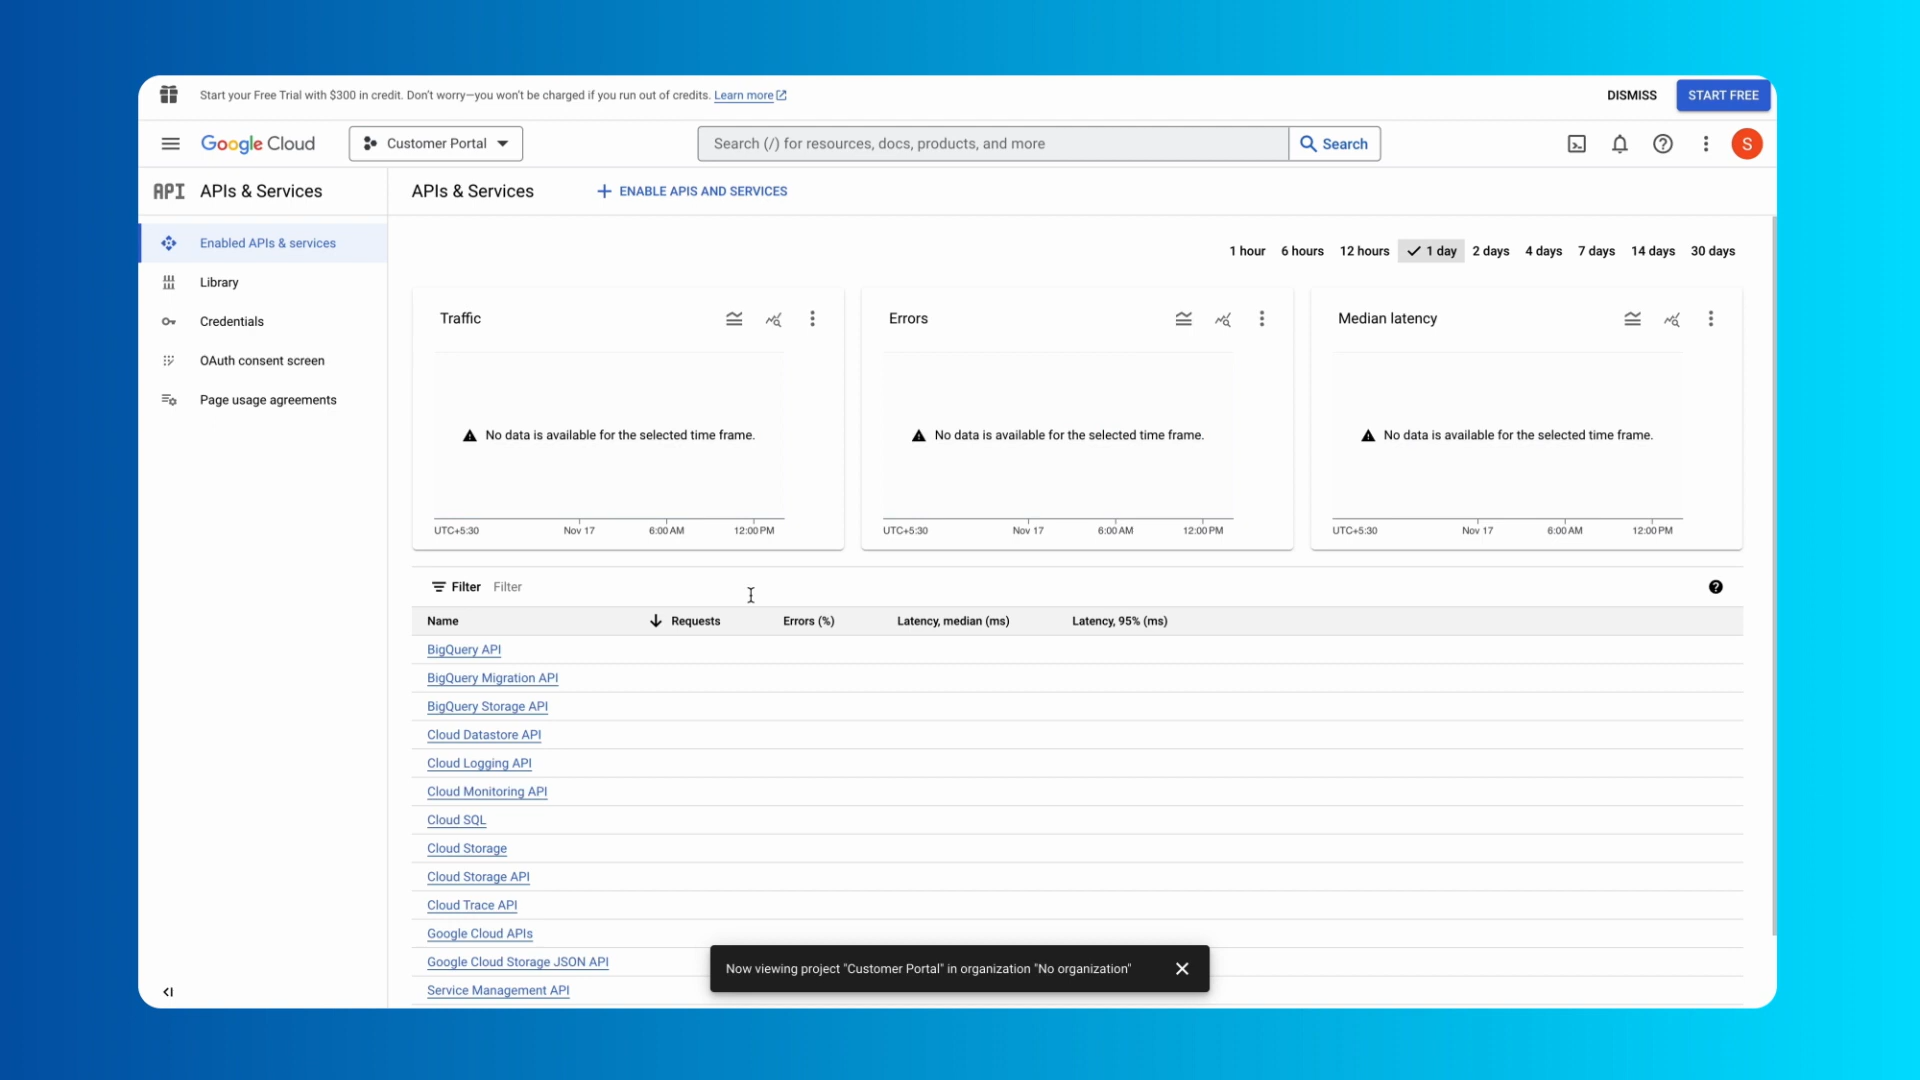 Start your Free Trial with $300 in credit. Don't worry—you won't be charged if you run out of credits. Learn more
DISMISS
START FREE
Google Cloud
Customer Portal
Search (/) for resources, docs, products, and more
Search
S
API APIs & Services
APIs & Services
ENABLE APIS AND SERVICES
Enabled APIs & services
Library
Credentials
OAuth consent screen
Page usage agreements
1 hour 6 hours 12 hours 1 day 2 days 4 days 7 days 14 days 30 days
Traffic
No data is available for the selected time frame.
UTC+5:30 Nov 17 6:00 AM 12:00 PM
Errors
No data is available for the selected time frame.
UTC+5:30 Nov 17 6:00 AM 12:00 PM
Median latency
No data is available for the selected time frame.
UTC+5:30 Nov 17 6:00 AM 12:00 PM
Filter Filter
Name Requests Errors (%) Latency, median (ms) Latency, 95% (ms)
BigQuery API
BigQuery Migration API
BigQuery Storage API
Cloud Datastore API
Cloud Logging API
Cloud Monitoring API
Cloud SQL
Cloud Storage
Cloud Storage API
Cloud Trace API
Google Cloud APIs
Google Cloud Storage JSON API
Service Management API
Now viewing project "Customer Portal" in organization "No organization"